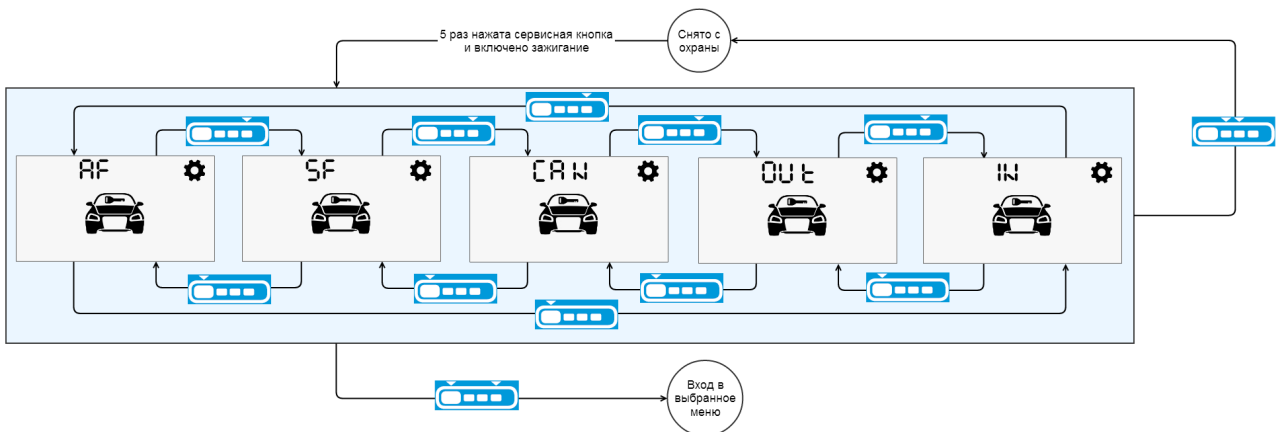 5 раз нажата сервисная кнопка
и включено зажигание
Снято с
охраны
AF
SF
CAN
OUt
IN
Вход в
выбранное
меню